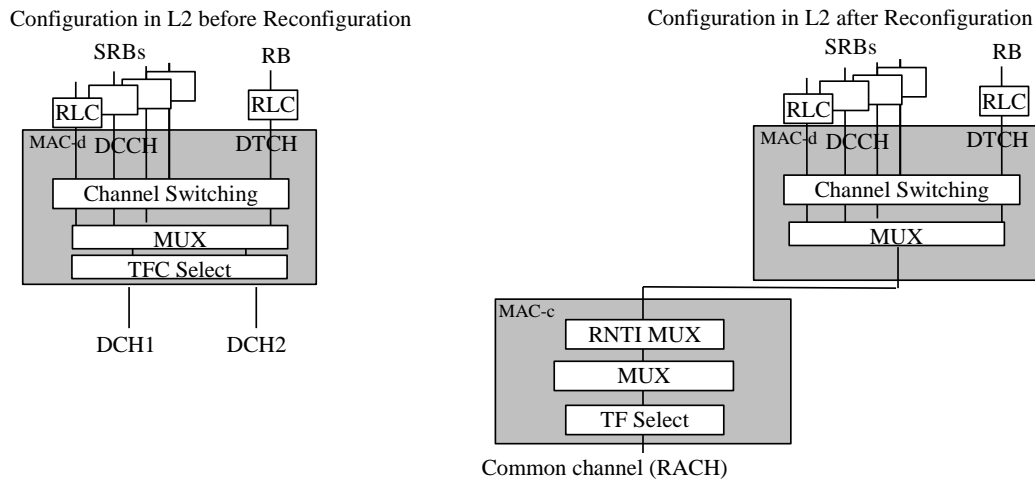 Configuration in L2 before Reconfiguration
SRBs
RB
RLC
RLC
MAC-d
DCCH
DTCH
Channel Switching
MUX
TFC Select
DCH1
DCH2
Configuration in L2 after Reconfiguration
SRBs
RB
RLC
RLC
MAC-d
DCCH
DTCH
Channel Switching
MUX
MAC-c
RNTI MUX
MUX
TF Select
Common channel (RACH)